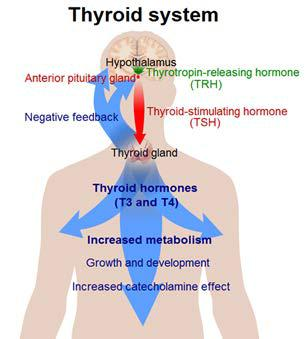 Thyroid system
Hypothalamus
Anterior pituitary gland
Thyrotropin-releasing hormone
(TRH)
Negative feedback
Thyroid-stimulating hormone
(TSH)
Thyroid gland
Thyroid hormones
(T3 and T4)
Increased metabolism
Growth and development
Increased catecholamine effect